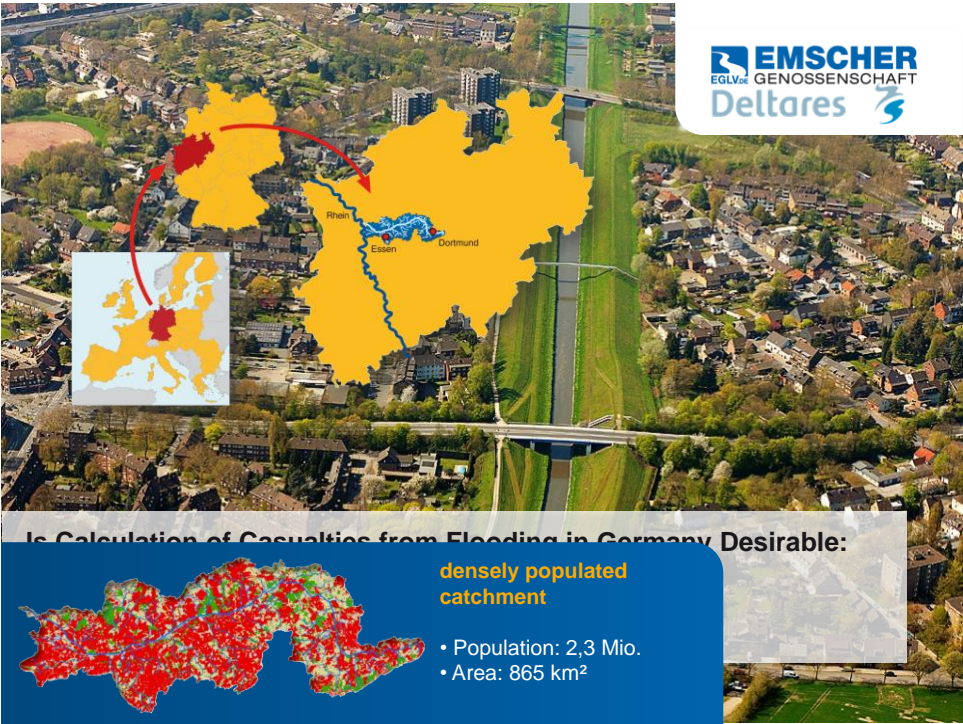 EMSCHER
EGLV.DE GENOSSENSCHAFT
Deltares
Rhein
Essen
Dortmund
Is Calculation of Casualties from Flooding in Germany Desirable:
densely populated
catchment
• Population: 2,3 Mio.
• Area: 865 km²